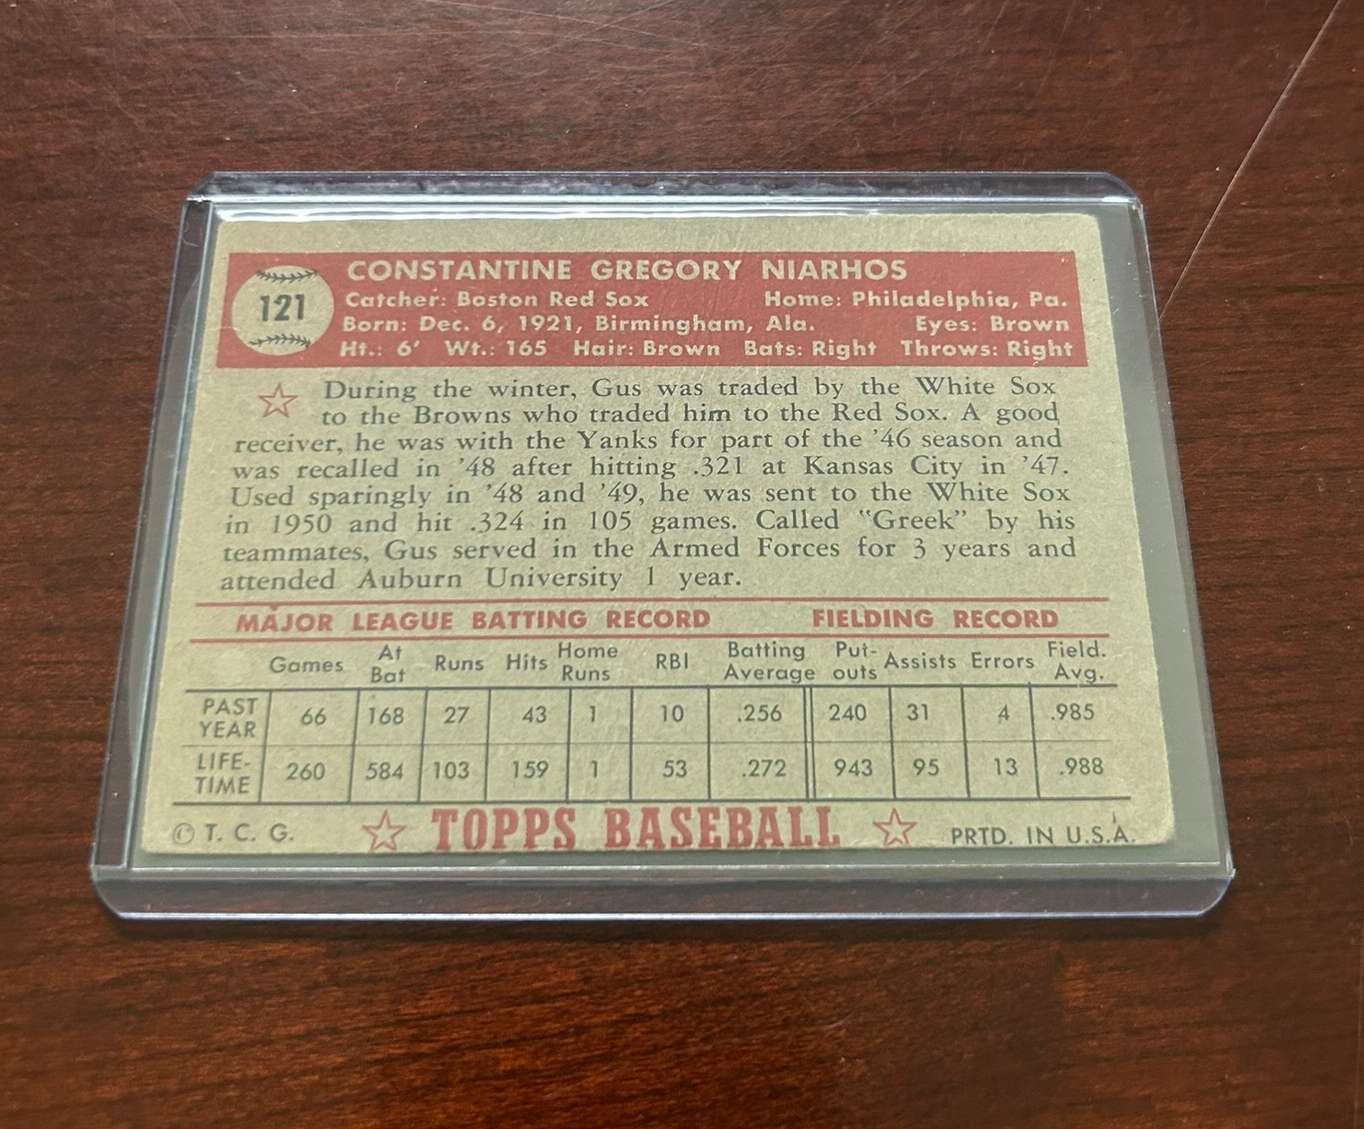 CONSTANTINE GREGORY NIARHOS
121
Catcher: Boston Red Sox Home: Philadelphia, Pa.
Born: Dec. 6, 1921, Birmingham, Ala. Eyes: Brown
Ht.: 6' Wt.: 165 Hair: Brown Bats: Right Throws: Right
During the winter, Gus was traded by the White Sox
to the Browns who traded him to the Red Sox. A good
receiver, he was with the Yanks for part of the '46 season and
was recalled in '48 after hitting .321 at Kansas City in '47.
Used sparingly in '48 and '49, he was sent to the White Sox
in 1950 and hit .324 in 105 games. Called "Greek" by his
teammates, Gus served in the Armed Forces for 3 years and
attended Auburn University 1 year.
MAJOR LEAGUE BATTING RECORD FIELDING RECORD
Games At Bat Runs Hits Home Runs RBI Batting Average Put-outs Assists Errors Field. Avg.
PAST YEAR 66 168 27 43 1 10 .256 240 31 4 .985
LIFE-TIME 260 584 103 159 1 53 .272 943 95 13 .988
© T. C. G. TOPPS BASEBALL PRTD. IN U.S.A.